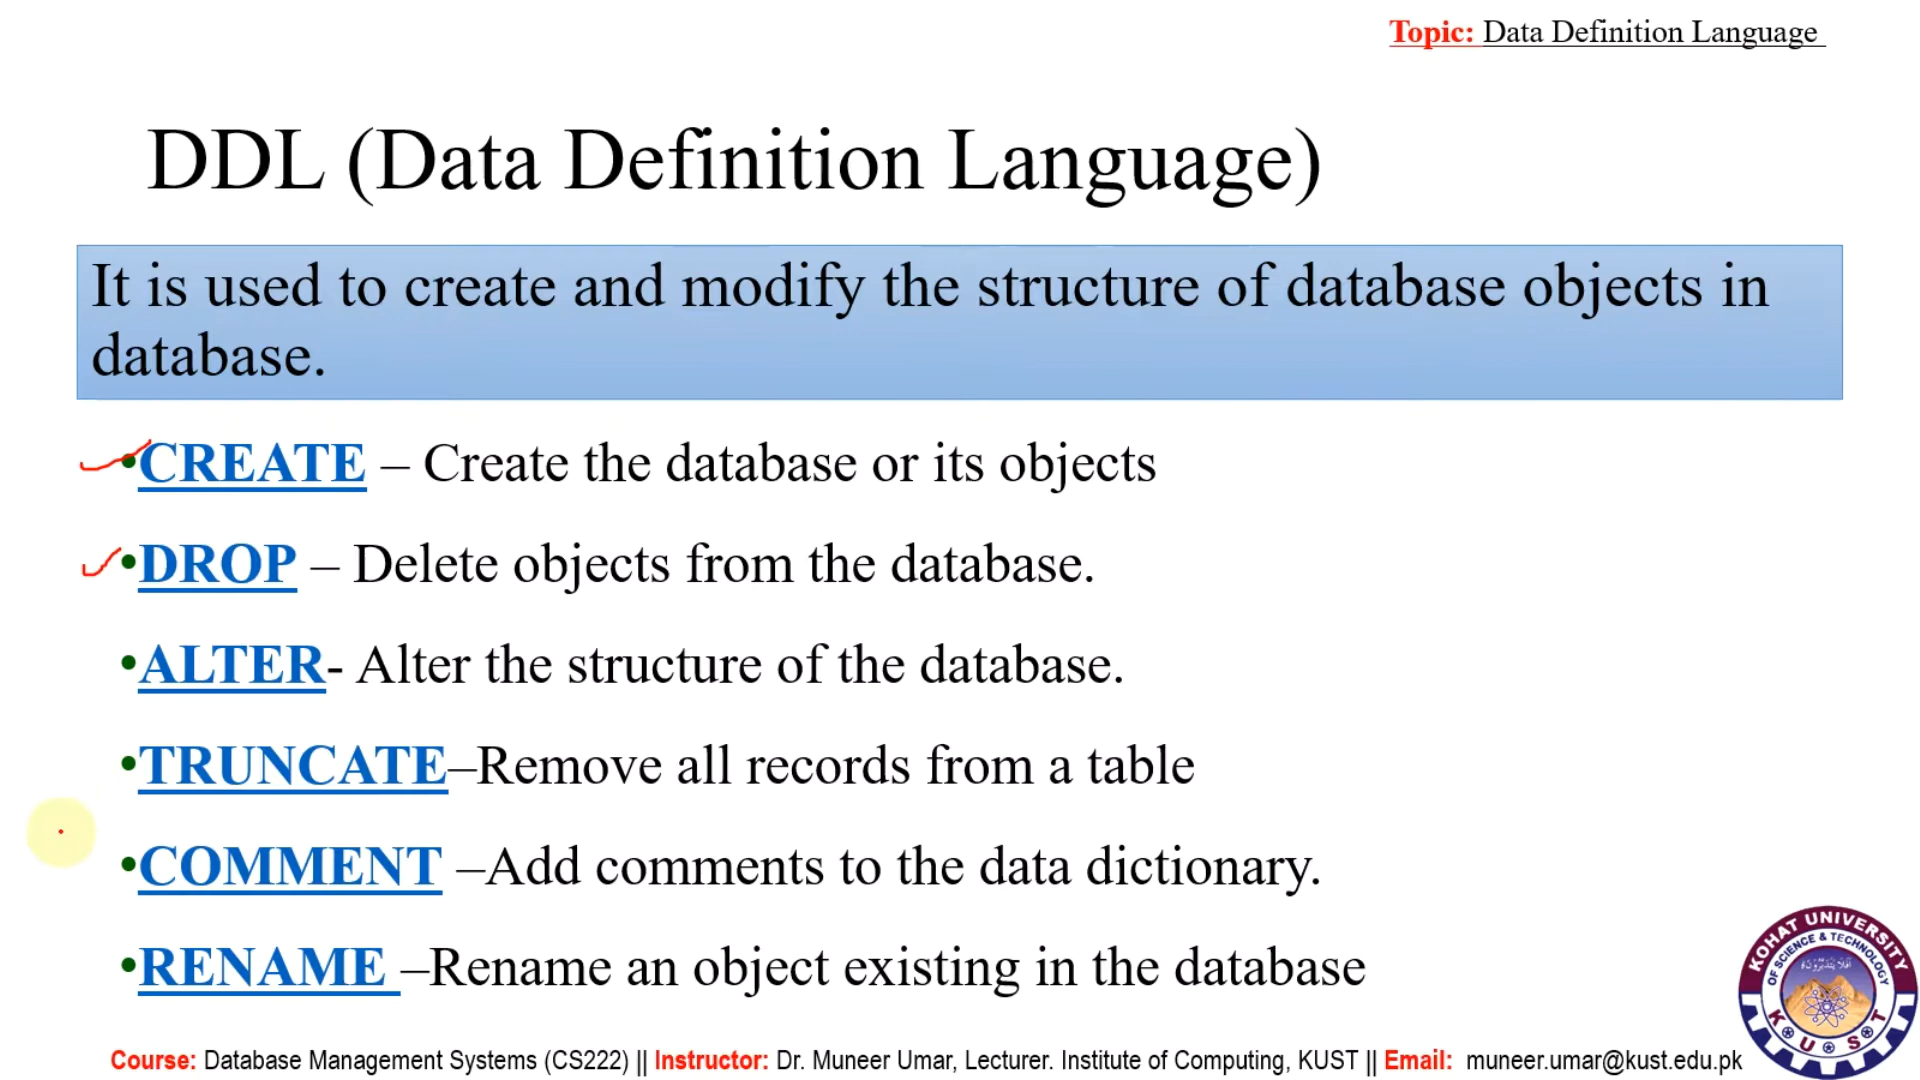 Topic: Data Definition Language
DDL (Data Definition Language)
It is used to create and modify the structure of database objects in
database.
•CREATE – Create the database or its objects
•DROP – Delete objects from the database.
•ALTER- Alter the structure of the database.
•TRUNCATE–Remove all records from a table
•COMMENT –Add comments to the data dictionary.
•RENAME –Rename an object existing in the database
KOHAT UNIVERSITY
OF SCIENCE & TECHNOLOGY
K U S T
Course: Database Management Systems (CS222) || Instructor: Dr. Muneer Umar, Lecturer. Institute of Computing, KUST || Email: muneer.umar@kust.edu.pk